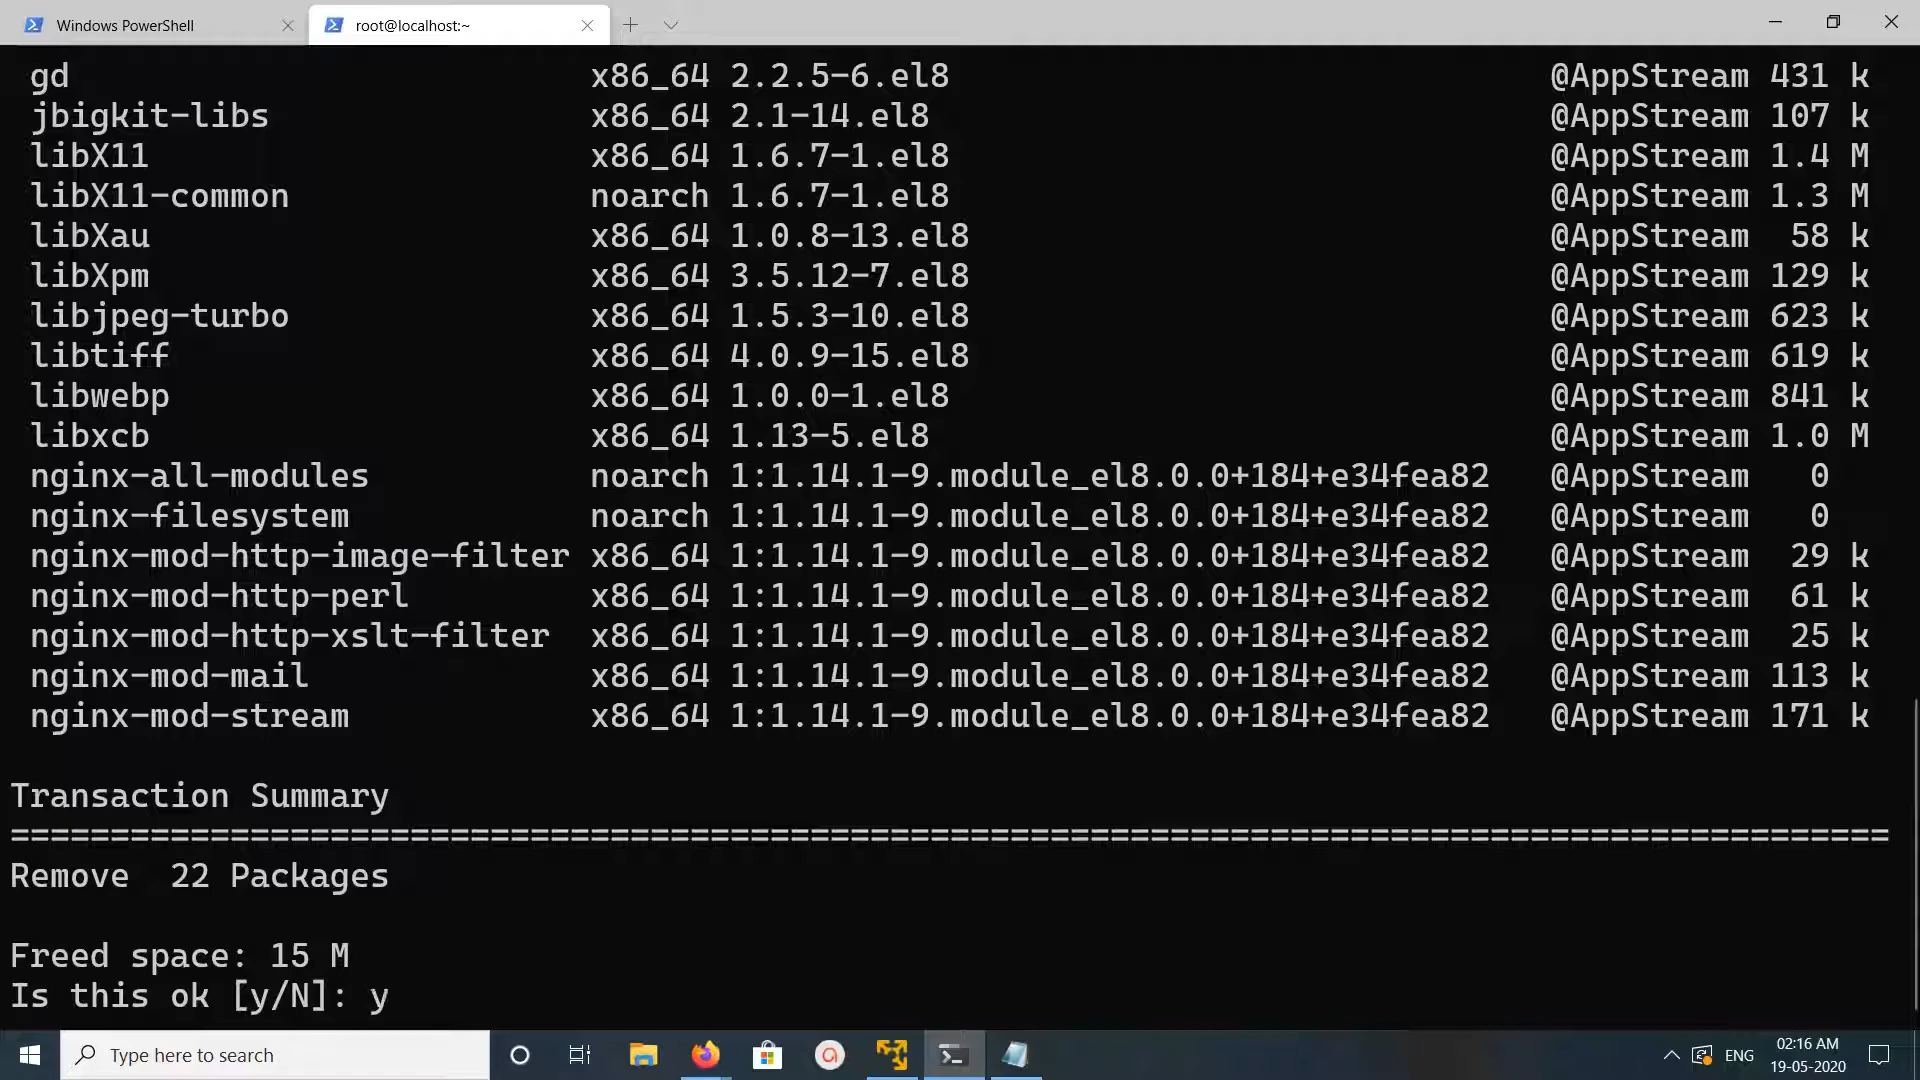 Windows PowerShell
root@localhost:~
gd x86_64 2.2.5-6.el8 @AppStream 431 k
jbigkit-libs x86_64 2.1-14.el8 @AppStream 107 k
libX11 x86_64 1.6.7-1.el8 @AppStream 1.4 M
libX11-common noarch 1.6.7-1.el8 @AppStream 1.3 M
libXau x86_64 1.0.8-13.el8 @AppStream 58 k
libXpm x86_64 3.5.12-7.el8 @AppStream 129 k
libjpeg-turbo x86_64 1.5.3-10.el8 @AppStream 623 k
libtiff x86_64 4.0.9-15.el8 @AppStream 619 k
libwebp x86_64 1.0.0-1.el8 @AppStream 841 k
libxcb x86_64 1.13-5.el8 @AppStream 1.0 M
nginx-all-modules noarch 1:1.14.1-9.module_el8.0.0+184+e34fea82 @AppStream 0
nginx-filesystem noarch 1:1.14.1-9.module_el8.0.0+184+e34fea82 @AppStream 0
nginx-mod-http-image-filter x86_64 1:1.14.1-9.module_el8.0.0+184+e34fea82 @AppStream 29 k
nginx-mod-http-perl x86_64 1:1.14.1-9.module_el8.0.0+184+e34fea82 @AppStream 61 k
nginx-mod-http-xslt-filter x86_64 1:1.14.1-9.module_el8.0.0+184+e34fea82 @AppStream 25 k
nginx-mod-mail x86_64 1:1.14.1-9.module_el8.0.0+184+e34fea82 @AppStream 113 k
nginx-mod-stream x86_64 1:1.14.1-9.module_el8.0.0+184+e34fea82 @AppStream 171 k
Transaction Summary
==============================================================================================
Remove  22 Packages
Freed space: 15 M
Is this ok [y/N]: y
Type here to search
ENG
02:16 AM
19-05-2020